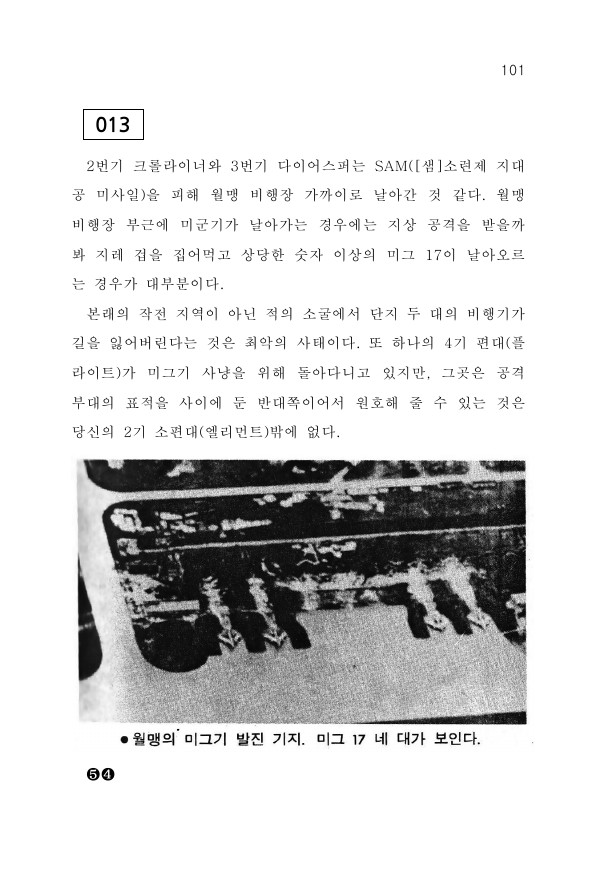 101
013
2번기 크롤라이너와 3번기 다이어스퍼는 SAM([샘]소련제 지대
공 미사일)을 피해 월맹 비행장 가까이로 날아간 것 같다. 월맹
비행장 부근에 미군기가 날아가는 경우에는 지상 공격을 받을까
봐 지레 겁을 집어먹고 상당한 숫자 이상의 미그 17이 날아오르
는 경우가 대부분이다.
본래의 작전 지역이 아닌 적의 소굴에서 단지 두 대의 비행기가
길을 잃어버린다는 것은 최악의 사태이다. 또 하나의 4기 편대(플
라이트)가 미그기 사냥을 위해 돌아다니고 있지만, 그곳은 공격
부대의 표적을 사이에 둔 반대쪽이어서 원호해 줄 수 있는 것은
당신의 2기 소편대(엘리먼트)밖에 없다.
●월맹의 미그기 발진 기지. 미그 17 네 대가 보인다.
❺❹